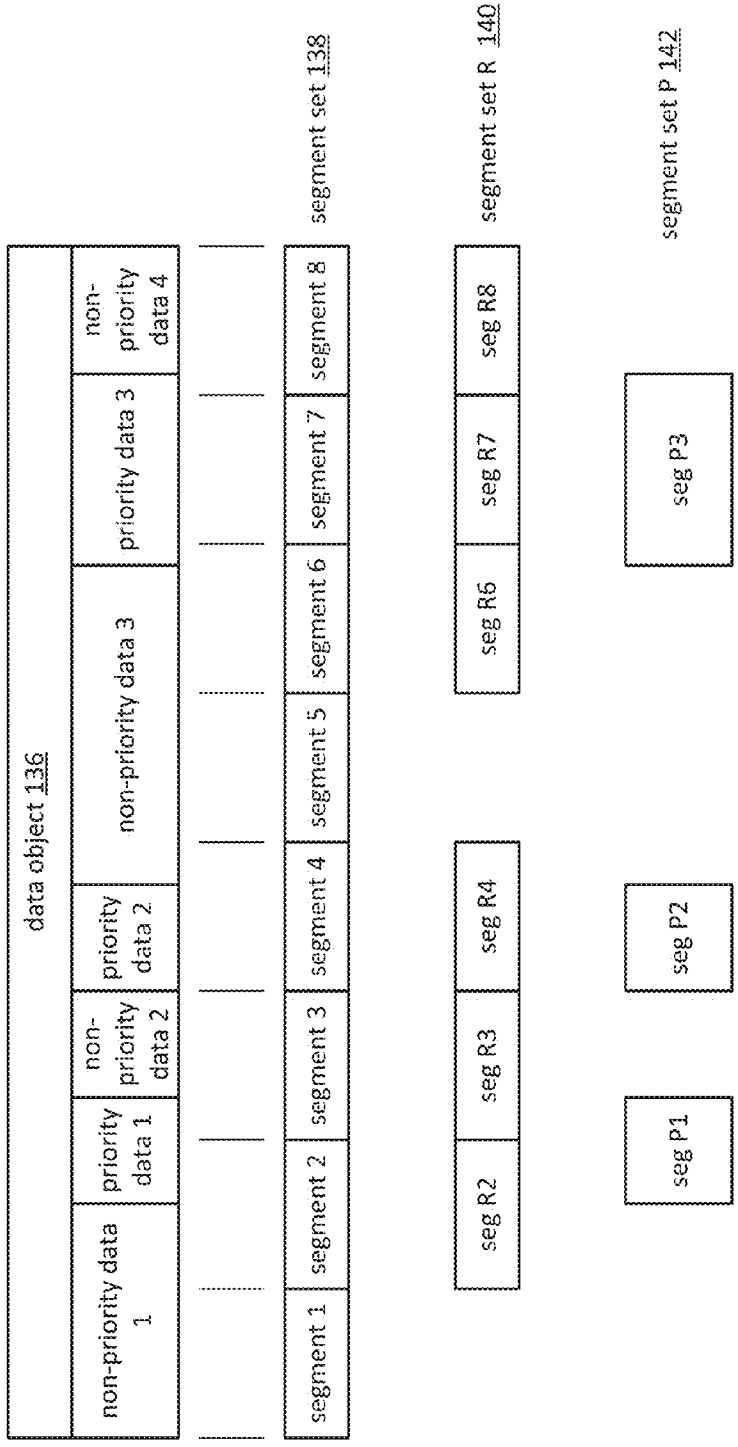 data object 136
non-priority data
1
priority
data 1
non-
priority
data 2
priority
data 2
non-priority data 3
priority data 3
non-
priority
data 4
segment 1
segment 2
segment 3
segment 4
segment 5
segment 6
segment 7
segment 8
segment set 138
seg R2
seg R3
seg R4
seg R6
seg R7
seg R8
segment set R 140
seg P1
seg P2
seg P3
segment set P 142